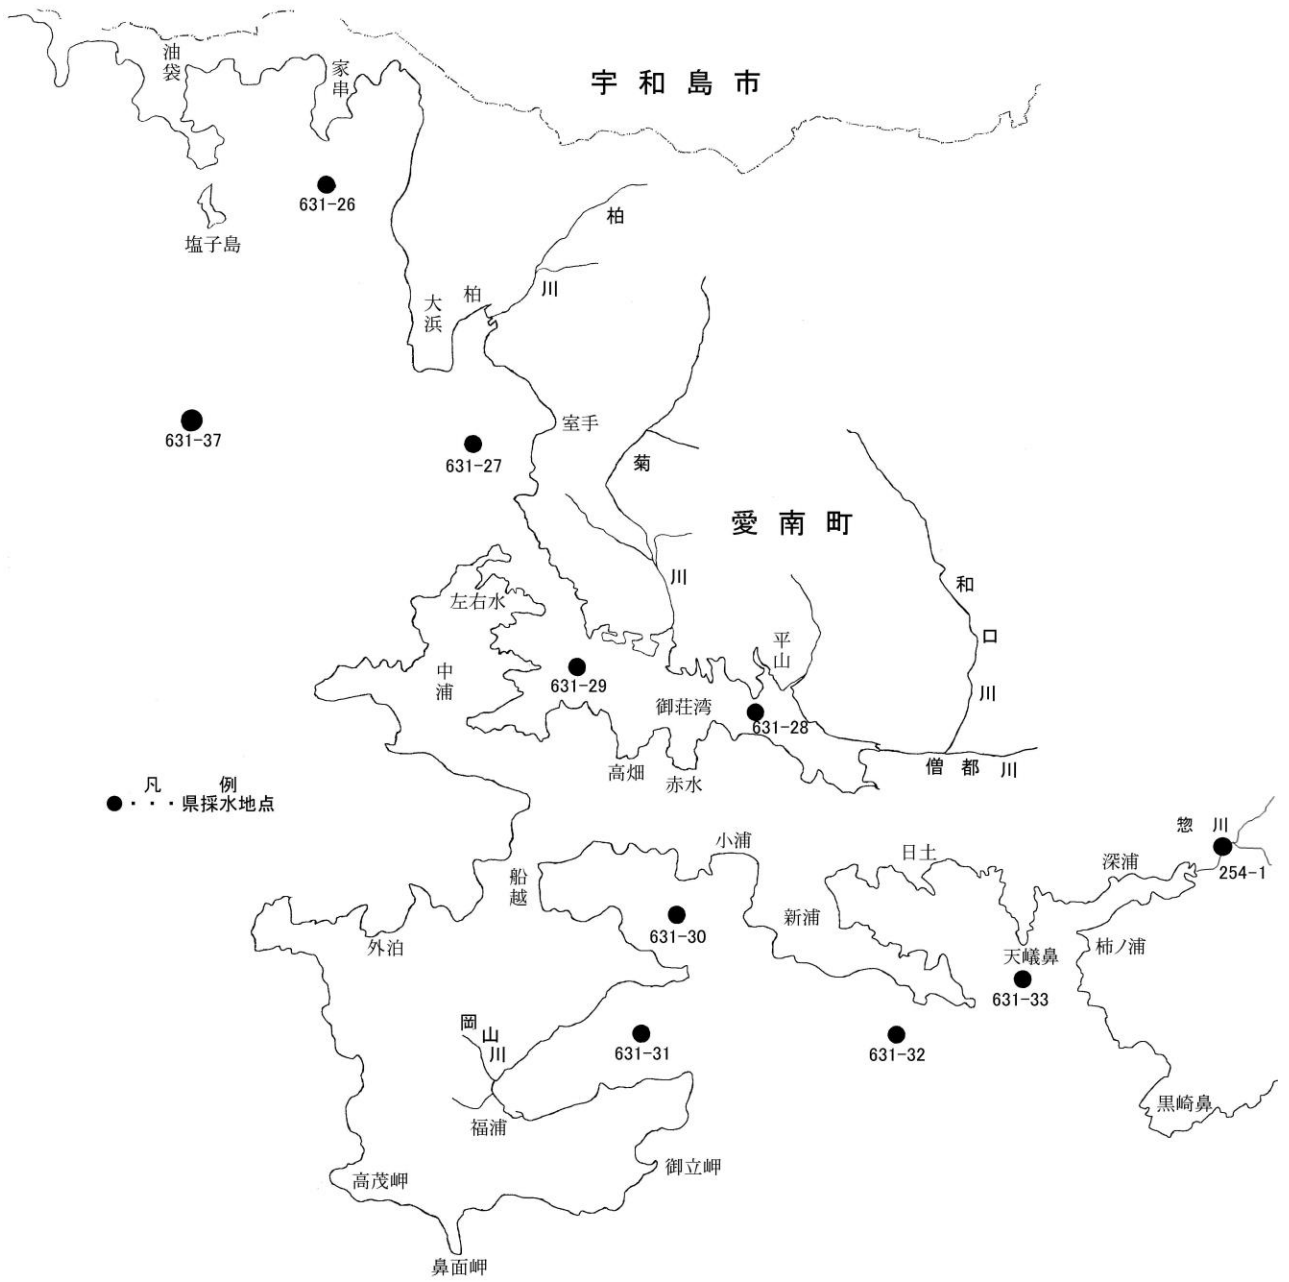 宇和島市
油袋
家串
631-26
塩子島
柏
川
柏
大浜
631-37
631-27
室手
菊
川
愛南町
和
口
川
左右水
中浦
631-29
平山
御荘湾
631-28
高畑
赤水
僧都川
凡例
●・・・県採水地点
惣川
254-1
小浦
日土
深浦
船越
外泊
631-30
新浦
天嶬鼻
柿ノ浦
631-33
岡
山
川
631-31
631-32
福浦
黒崎鼻
高茂岬
御立岬
鼻面岬